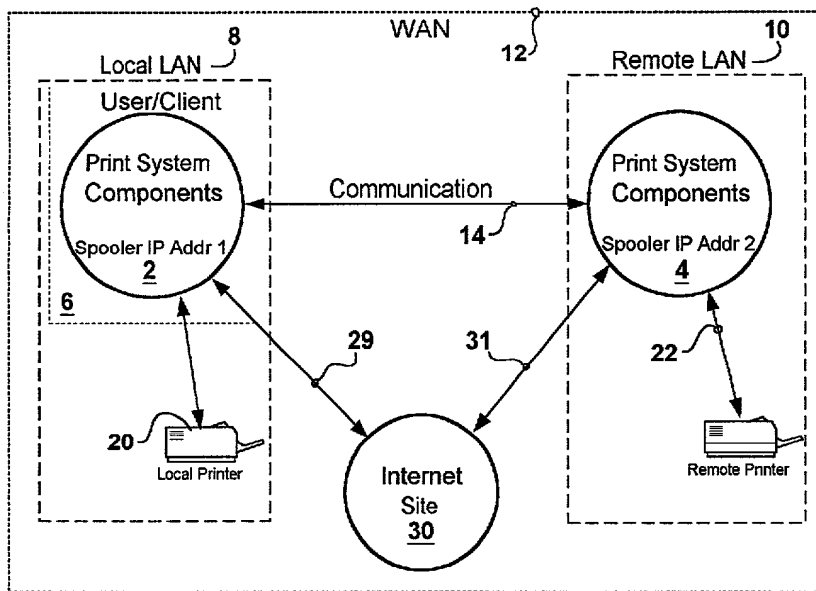 WAN
12
Local LAN
8
Remote LAN
10
User/Client
Print System
Components
Spooler IP Addr 1
2
6
Communication
14
Print System
Components
Spooler IP Addr 2
4
29
31
22
20
Local Printer
Remote Printer
Internet
Site
30